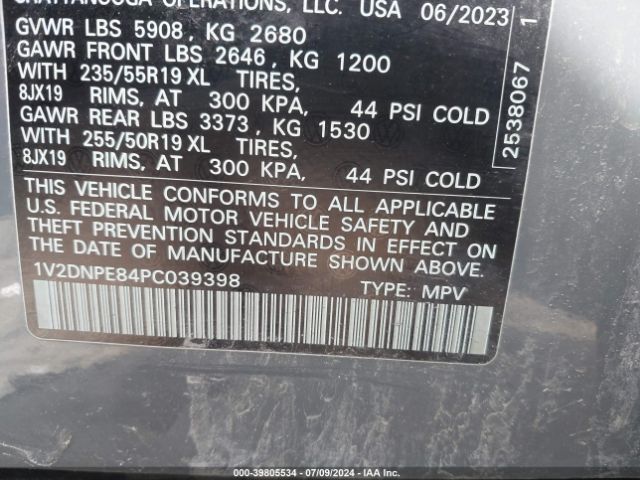 CHATTANOOGA OPERATIONS, LLC. USA 06/2023
GVWR LBS 5908, KG 2680
GAWR FRONT LBS 2646, KG 1200
WITH 235/55R19 XL TIRES,
8JX19 RIMS, AT 300 KPA, 44 PSI COLD
GAWR REAR LBS 3373, KG 1530
WITH 255/50R19 XL TIRES,
8JX19 RIMS, AT 300 KPA, 44 PSI COLD
THIS VEHICLE CONFORMS TO ALL APPLICABLE
U.S. FEDERAL MOTOR VEHICLE SAFETY AND
THEFT PREVENTION STANDARDS IN EFFECT ON
THE DATE OF MANUFACTURE SHOWN ABOVE.
1V2DNPE84PC039398 TYPE: MPV
2538067 1
000-39805534 / 07/09/2024 - IAA Inc.